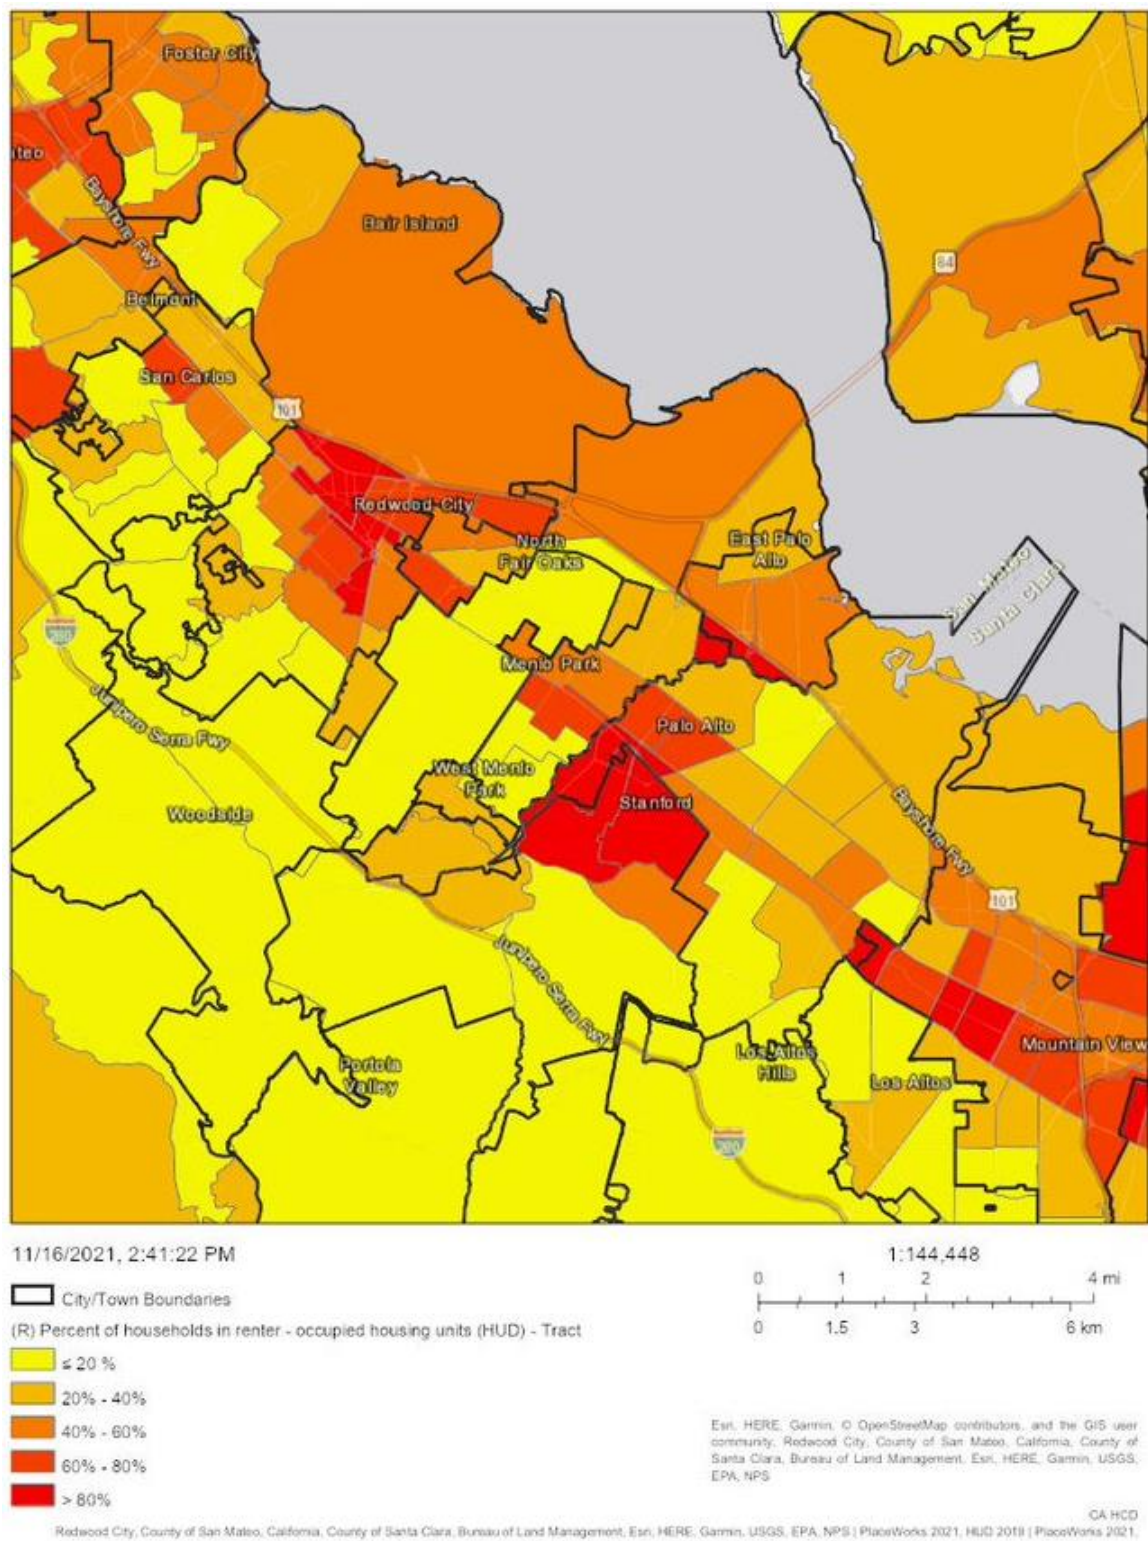 Foster City
ateo
Bayshore Fwy
Bair Island
84
Belmont
San Carlos
101
Redwood City
North
Fair Oaks
East Palo
Alto
San Mateo
Santa Clara
280
Menlo Park
Junipero Serra Fwy
Palo Alto
West Menlo
Park
Stanford
Woodside
Bayshore Fwy
101
Junipero Serra Fwy
Mountain View
Portola
Valley
Los Altos
Hills
Los Altos
280
11/16/2021, 2:41:22 PM
1:144,448
0 1 2 4 mi
0 1.5 3 6 km
City/Town Boundaries
(R) Percent of households in renter - occupied housing units (HUD) - Tract
≤ 20 %
20% - 40%
40% - 60%
60% - 80%
> 80%
Esri, HERE, Garmin, © OpenStreetMap contributors, and the GIS user
community, Redwood City, County of San Mateo, California, County of
Santa Clara, Bureau of Land Management, Esri, HERE, Garmin, USGS,
EPA, NPS
CA HCD
Redwood City, County of San Mateo, California, County of Santa Clara, Bureau of Land Management, Esri, HERE, Garmin, USGS, EPA, NPS | PlaceWorks 2021, HUD 2019 | PlaceWorks 2021,